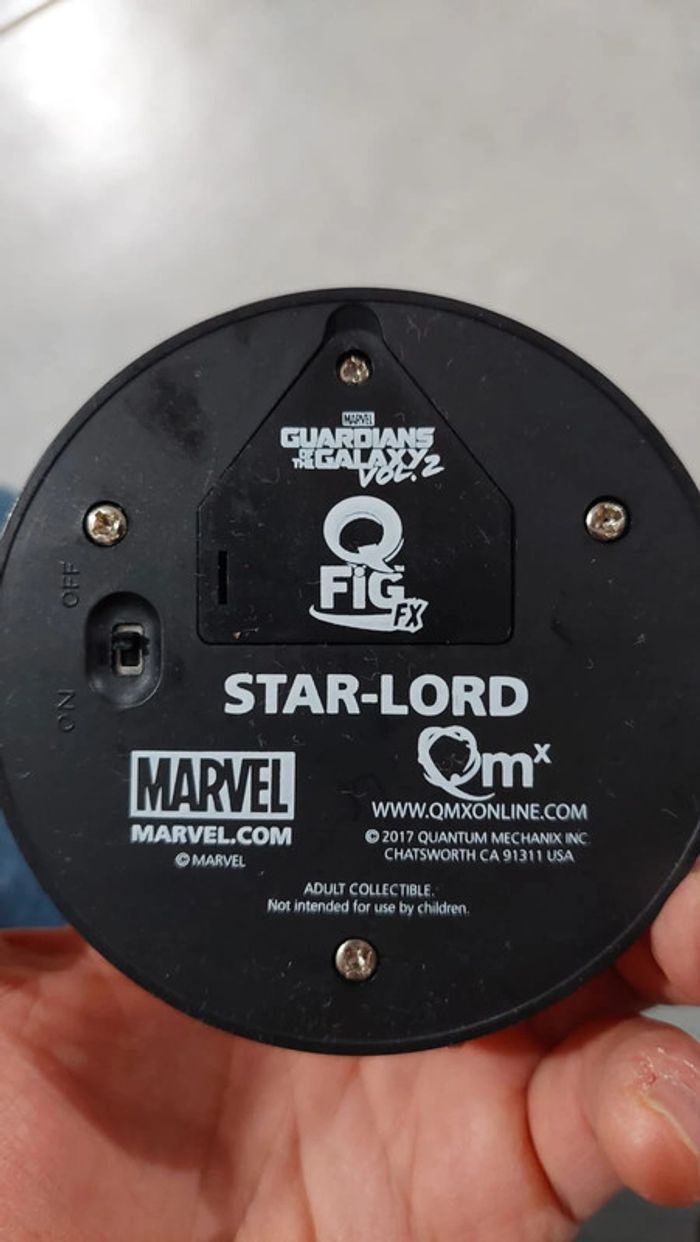 MARVEL
GUARDIANS
OF THE GALAXY
VOL. 2
Q
FiG™
FX
OFF
ON
STAR-LORD
MARVEL
MARVEL.COM
© MARVEL
Qmx
WWW.QMXONLINE.COM
© 2017 QUANTUM MECHANIX INC
CHATSWORTH CA 91311 USA
ADULT COLLECTIBLE.
Not intended for use by children.